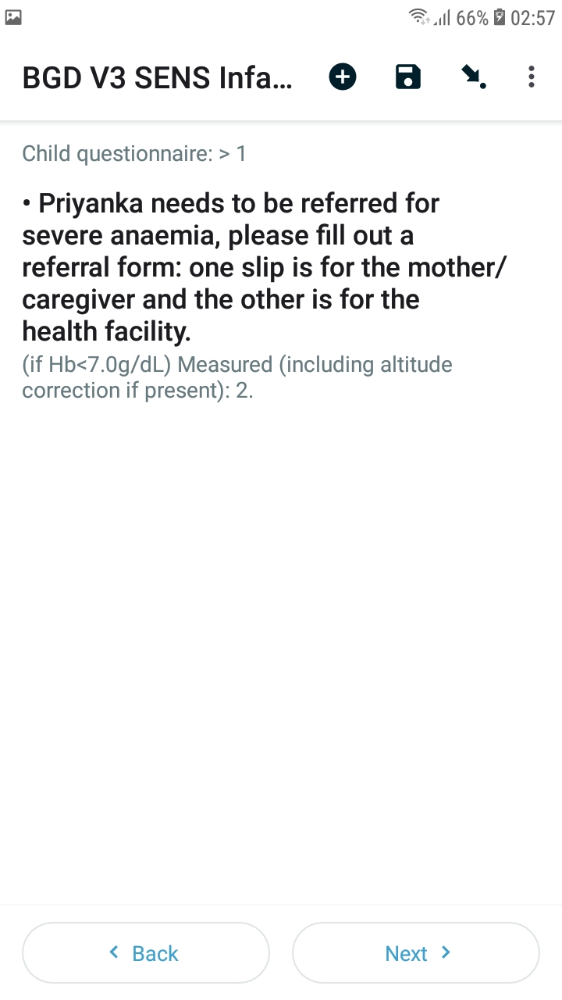 66% 02:57
BGD V3 SENS Infa...
Child questionnaire: > 1
• Priyanka needs to be referred for
severe anaemia, please fill out a
referral form: one slip is for the mother/
caregiver and the other is for the
health facility.
(if Hb<7.0g/dL) Measured (including altitude
correction if present): 2.
Back
Next